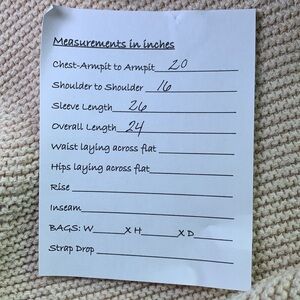 Measurements in inches
Chest-Armpit to Armpit 20
Shoulder to Shoulder 16
Sleeve Length 26
Overall Length 24
Waist laying across flat
Hips laying across flat
Rise
Inseam
BAGS: W X H X D
Strap Drop